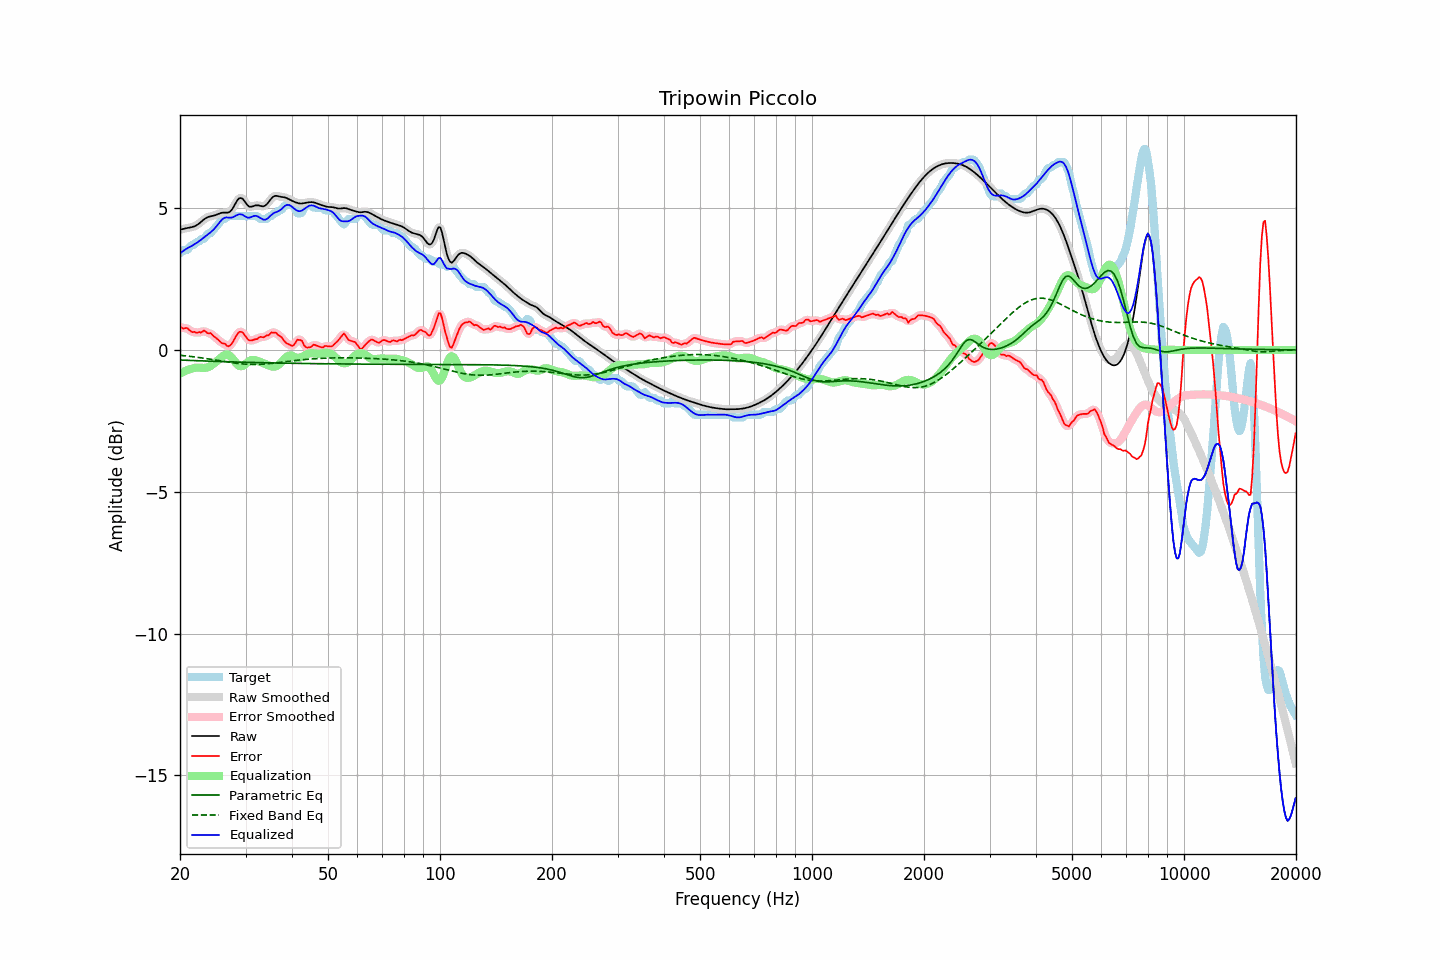 Tripowin Piccolo
Amplitude (dBr)
5
0
−5
−10
−15
Target
Raw Smoothed
Error Smoothed
Raw
Error
Equalization
Parametric Eq
Fixed Band Eq
Equalized
20 50 100 200 500 1000 2000 5000 10000 20000
Frequency (Hz)